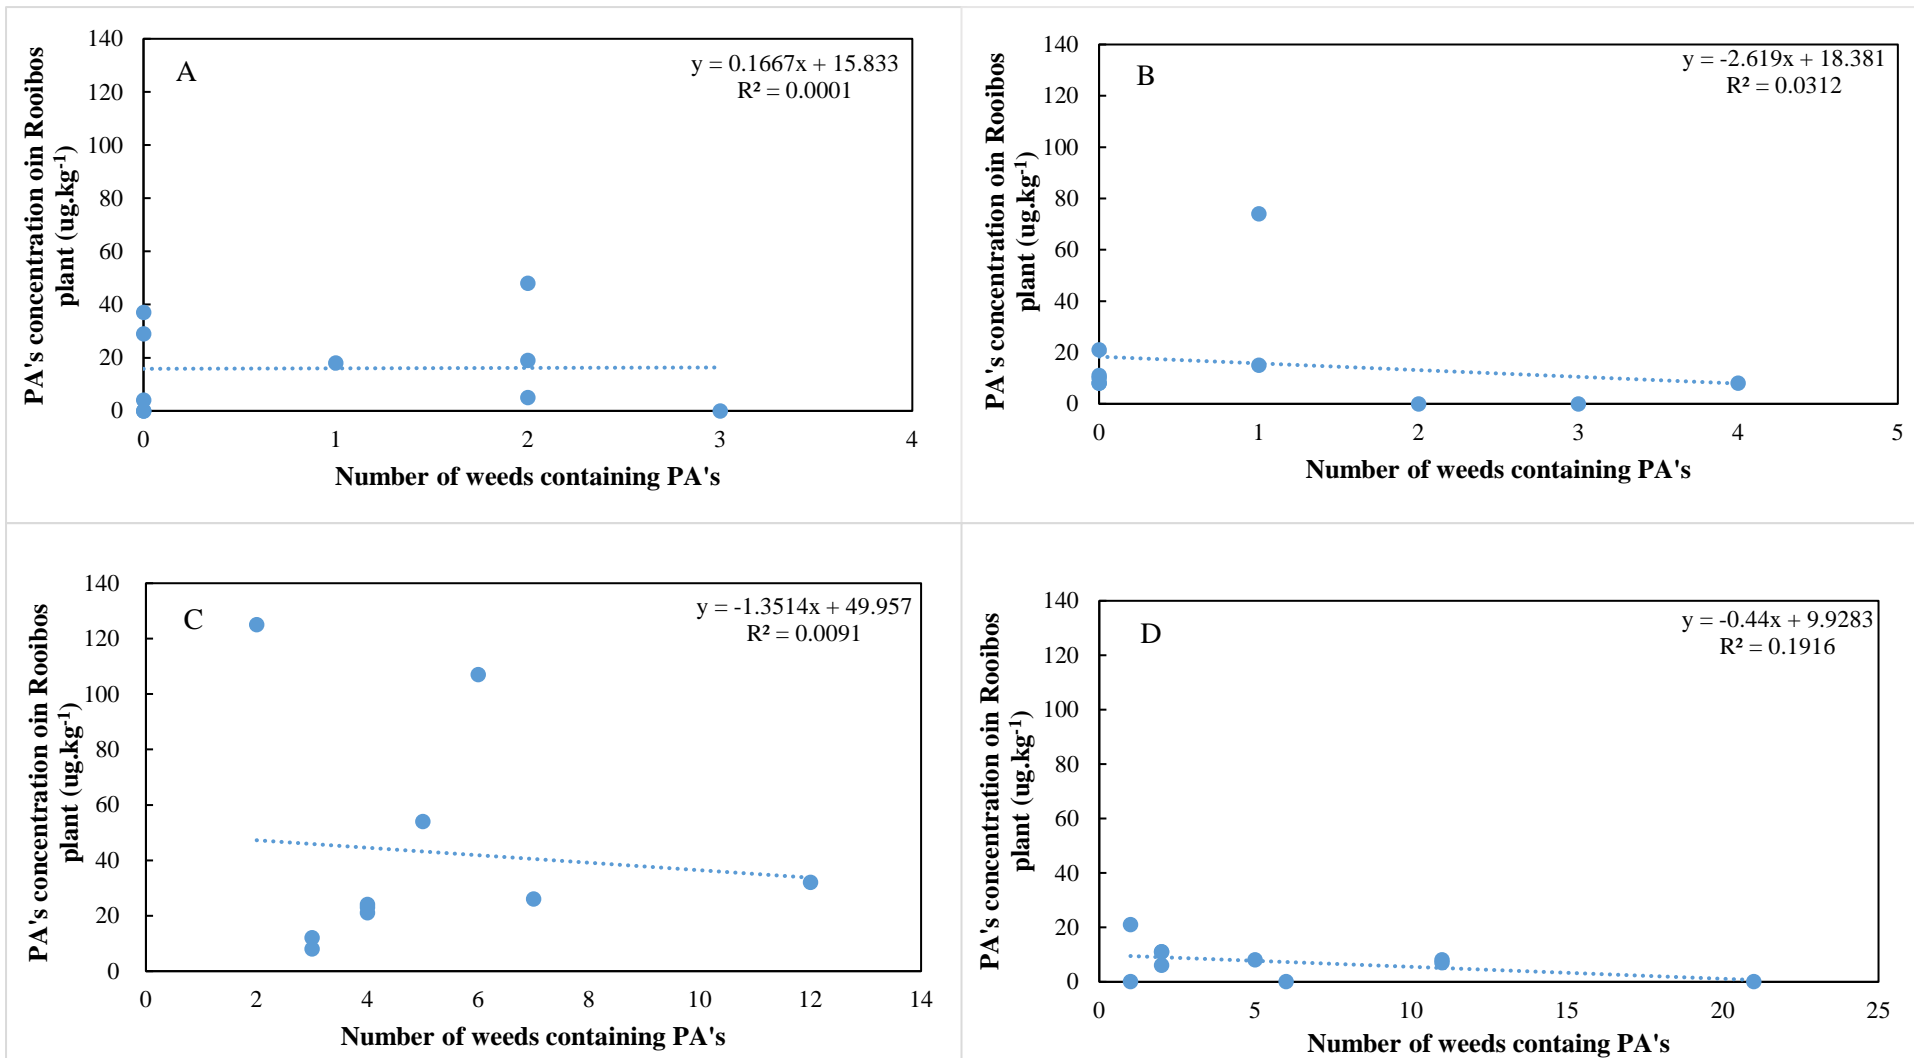 A
y = 0.1667x + 15.833
R² = 0.0001
PA's concentration oin Rooibos
plant (ug.kg⁻¹)
140
120
100
80
60
40
20
0
0 1 2 3 4
Number of weeds containing PA's
B
y = -2.619x + 18.381
R² = 0.0312
PA's concentration oin Rooibos
plant (ug.kg⁻¹)
140
120
100
80
60
40
20
0
0 1 2 3 4 5
Number of weeds containing PA's
C
y = -1.3514x + 49.957
R² = 0.0091
PA's concentration oin Rooibos
plant (ug.kg⁻¹)
140
120
100
80
60
40
20
0
0 2 4 6 8 10 12 14
Number of weeds containing PA's
D
y = -0.44x + 9.9283
R² = 0.1916
PA's concentration oin Rooibos
plant (ug.kg⁻¹)
140
120
100
80
60
40
20
0
0 5 10 15 20 25
Number of weeds containg PA's